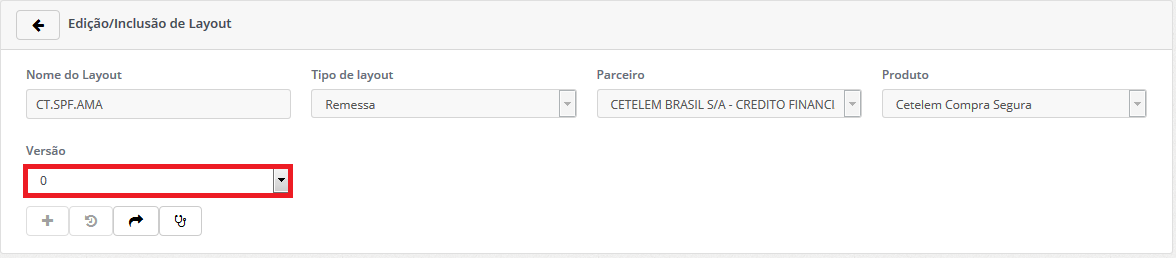 Edição/Inclusão de Layout
Nome do Layout
Tipo de layout
Parceiro
Produto
CT.SPF.AMA
Remessa
CETELEM BRASIL S/A - CREDITO FINANCI
Cetelem Compra Segura
Versão
0